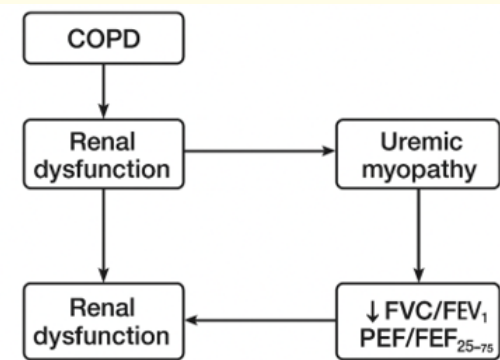 COPD
Renal
dysfunction
Uremic
myopathy
Renal
dysfunction
↓ FVC/FEV₁
PEF/FEF₂₅₋₇₅